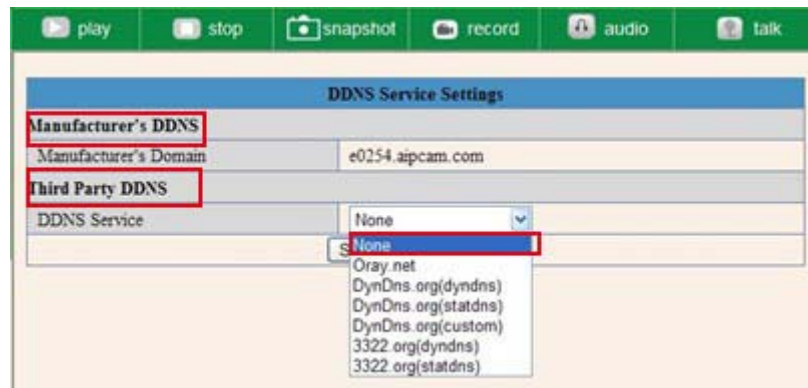 play stop snapshot record audio talk
DDNS Service Settings
Manufacturer's DDNS
Manufacturer's Domain e0254.aipcam.com
Third Party DDNS
DDNS Service None
S None
Oray.net
DynDns.org(dyndns)
DynDns.org(statdns)
DynDns.org(custom)
3322.org(dyndns)
3322.org(statdns)